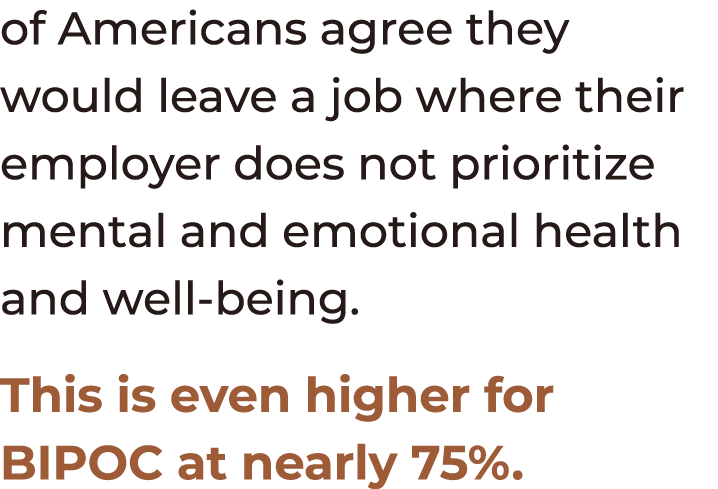 of Americans agree they
would leave a job where their
employer does not prioritize
mental and emotional health
and well-being.
This is even higher for
BIPOC at nearly 75%.